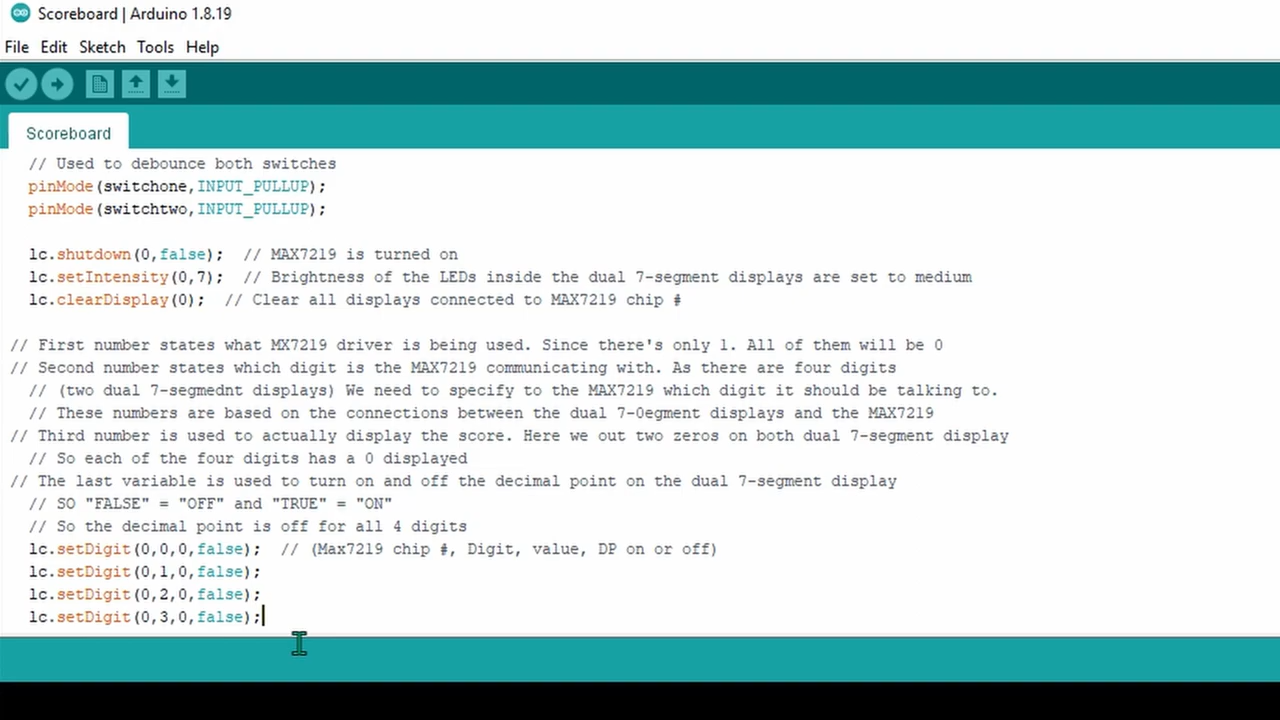 Scoreboard | Arduino 1.8.19
File Edit Sketch Tools Help
Scoreboard
// Used to debounce both switches
pinMode(switchone,INPUT_PULLUP);
pinMode(switchtwo,INPUT_PULLUP);
lc.shutdown(0,false);  // MAX7219 is turned on
lc.setIntensity(0,7);  // Brightness of the LEDs inside the dual 7-segment displays are set to medium
lc.clearDisplay(0);  // Clear all displays connected to MAX7219 chip #
// First number states what MX7219 driver is being used. Since there's only 1. All of them will be 0
// Second number states which digit is the MAX7219 communicating with. As there are four digits
// (two dual 7-segmednt displays) We need to specify to the MAX7219 which digit it should be talking to.
// These numbers are based on the connections between the dual 7-0egment displays and the MAX7219
// Third number is used to actually display the score. Here we out two zeros on both dual 7-segment display
// So each of the four digits has a 0 displayed
// The last variable is used to turn on and off the decimal point on the dual 7-segment display
// SO "FALSE" = "OFF" and "TRUE" = "ON"
// So the decimal point is off for all 4 digits
lc.setDigit(0,0,0,false);  // (Max7219 chip #, Digit, value, DP on or off)
lc.setDigit(0,1,0,false);
lc.setDigit(0,2,0,false);
lc.setDigit(0,3,0,false);